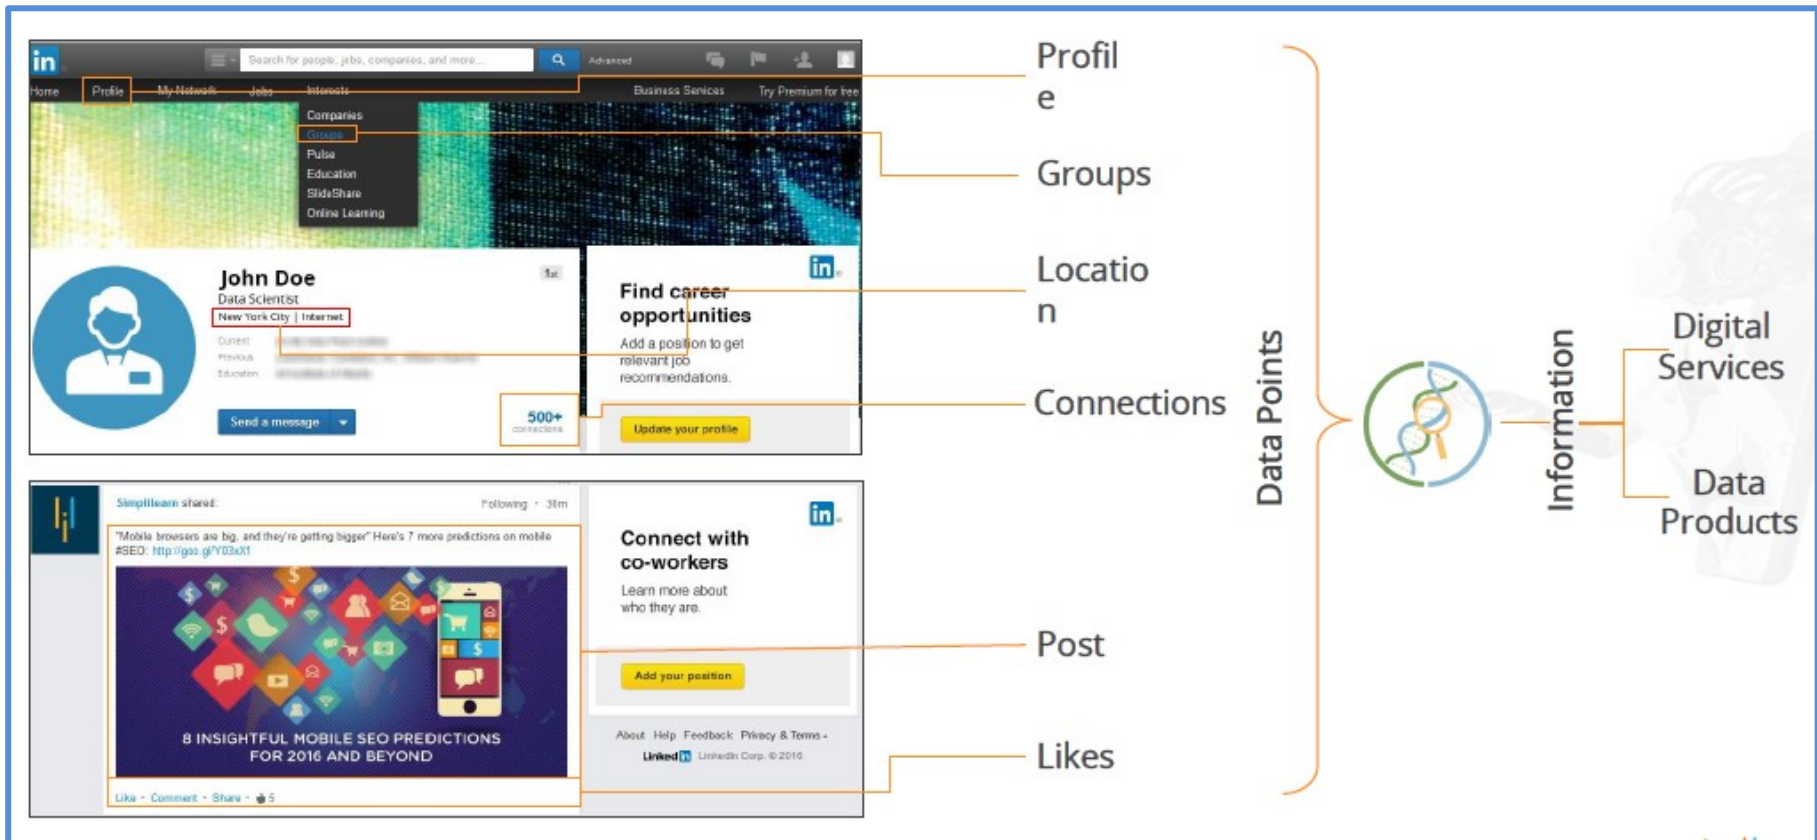 in
Search for people, jobs, companies, and more...
Advanced
Home Profile My Network Jobs Interests Business Services Try Premium for free
Companies
Groups
Pulse
Education
SlideShare
Online Learning
John Doe
1st
Data Scientist
New York City | Internet
Current
Previous
Education
Send a message
500+
connections
in
Find career
opportunities
Add a position to get
relevant job
recommendations.
Update your profile
Simplilearn shared:
Following · 36m
"Mobile browsers are big, and they're getting bigger" Here's 7 more predictions on mobile
#SEO: http://goo.gl/Y03xX1
8 INSIGHTFUL MOBILE SEO PREDICTIONS
FOR 2016 AND BEYOND
Like · Comment · Share · 5
in
Connect with
co-workers
Learn more about
who they are.
Add your position
About Help Feedback Privacy & Terms
Linked in LinkedIn Corp. © 2016
Profil
e
Groups
Locatio
n
Connections
Post
Likes
Data Points
Information
Digital
Services
Data
Products